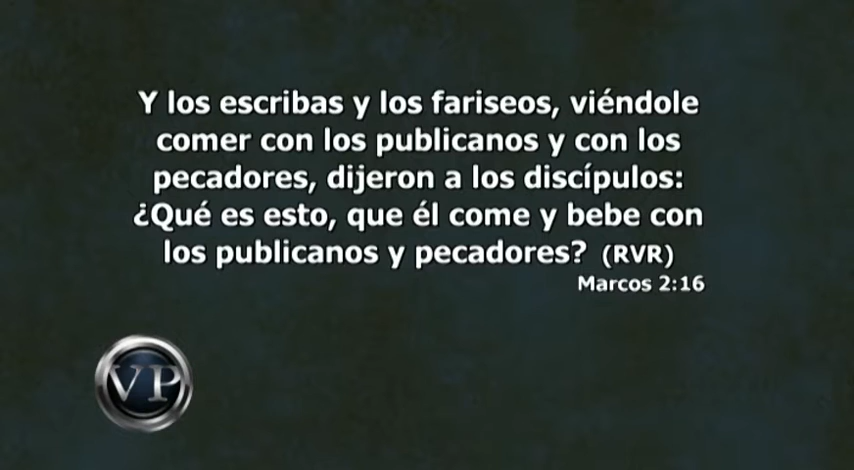 Y los escribas y los fariseos, viéndole
comer con los publicanos y con los
pecadores, dijeron a los discípulos:
¿Qué es esto, que él come y bebe con
los publicanos y pecadores? (RVR)
Marcos 2:16
VP